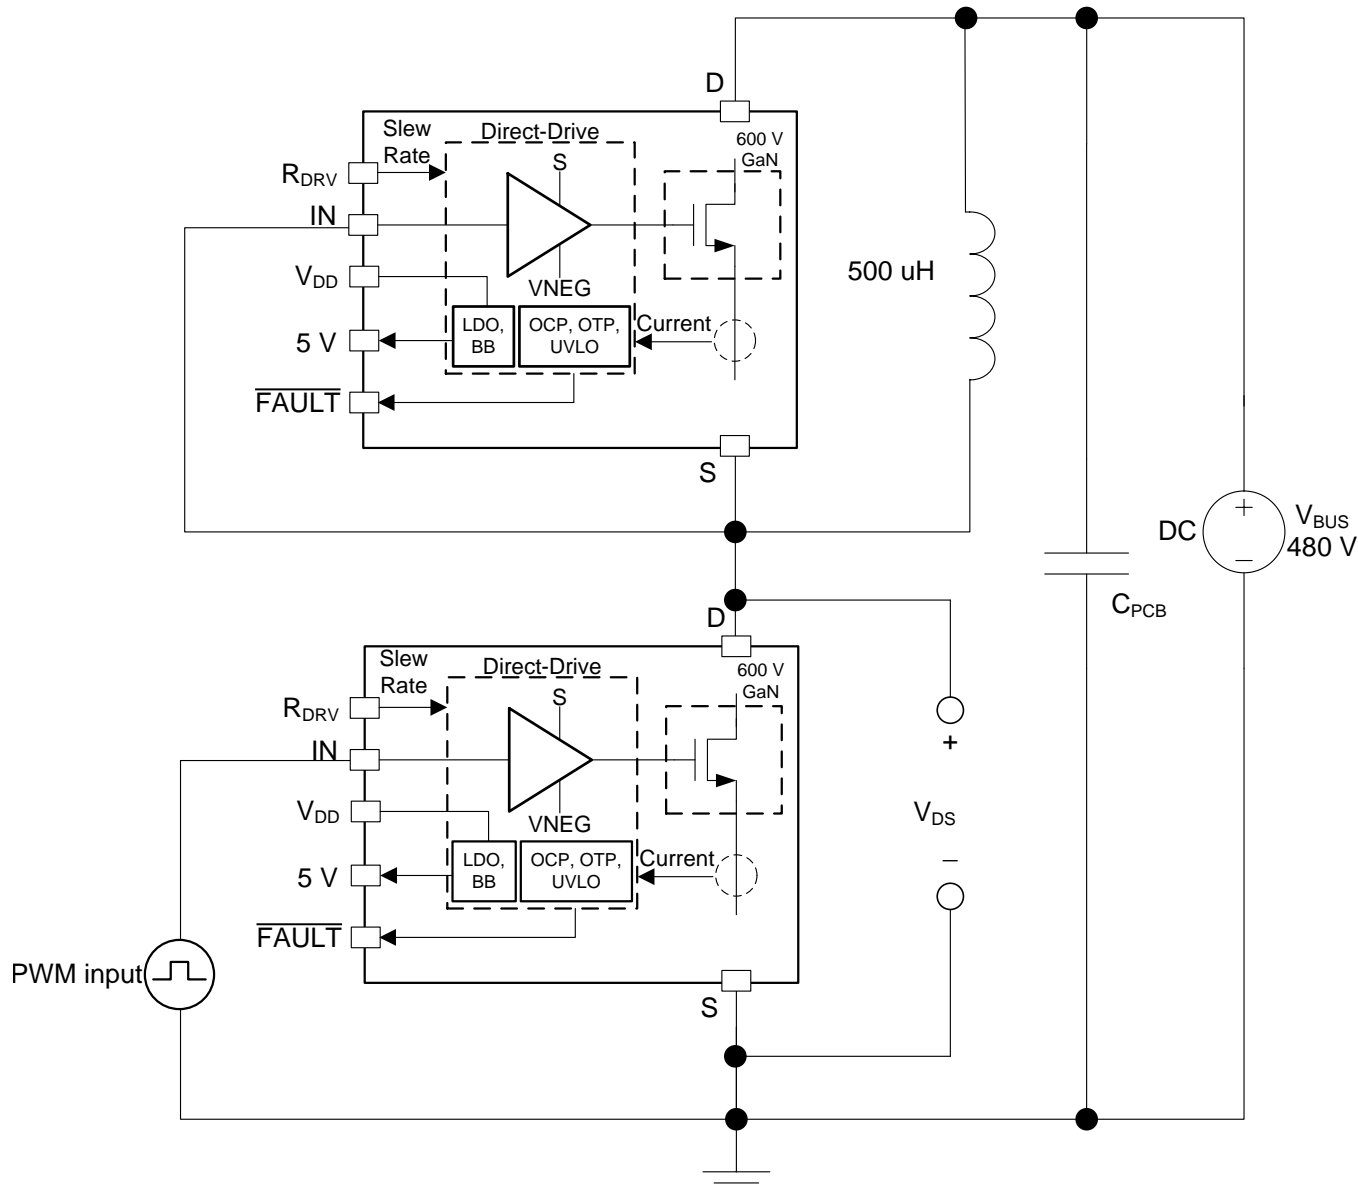 D
Slew
Rate
Direct-Drive
600 V
GaN
S
RDRV
IN
VDD
VNEG
5 V
LDO,
BB
OCP, OTP,
UVLO
Current
FAULT
S
500 uH
DC
+
–
VBUS
480 V
CPCB
D
Slew
Rate
Direct-Drive
600 V
GaN
S
RDRV
IN
VDD
VNEG
5 V
LDO,
BB
OCP, OTP,
UVLO
Current
FAULT
S
+
VDS
–
PWM input